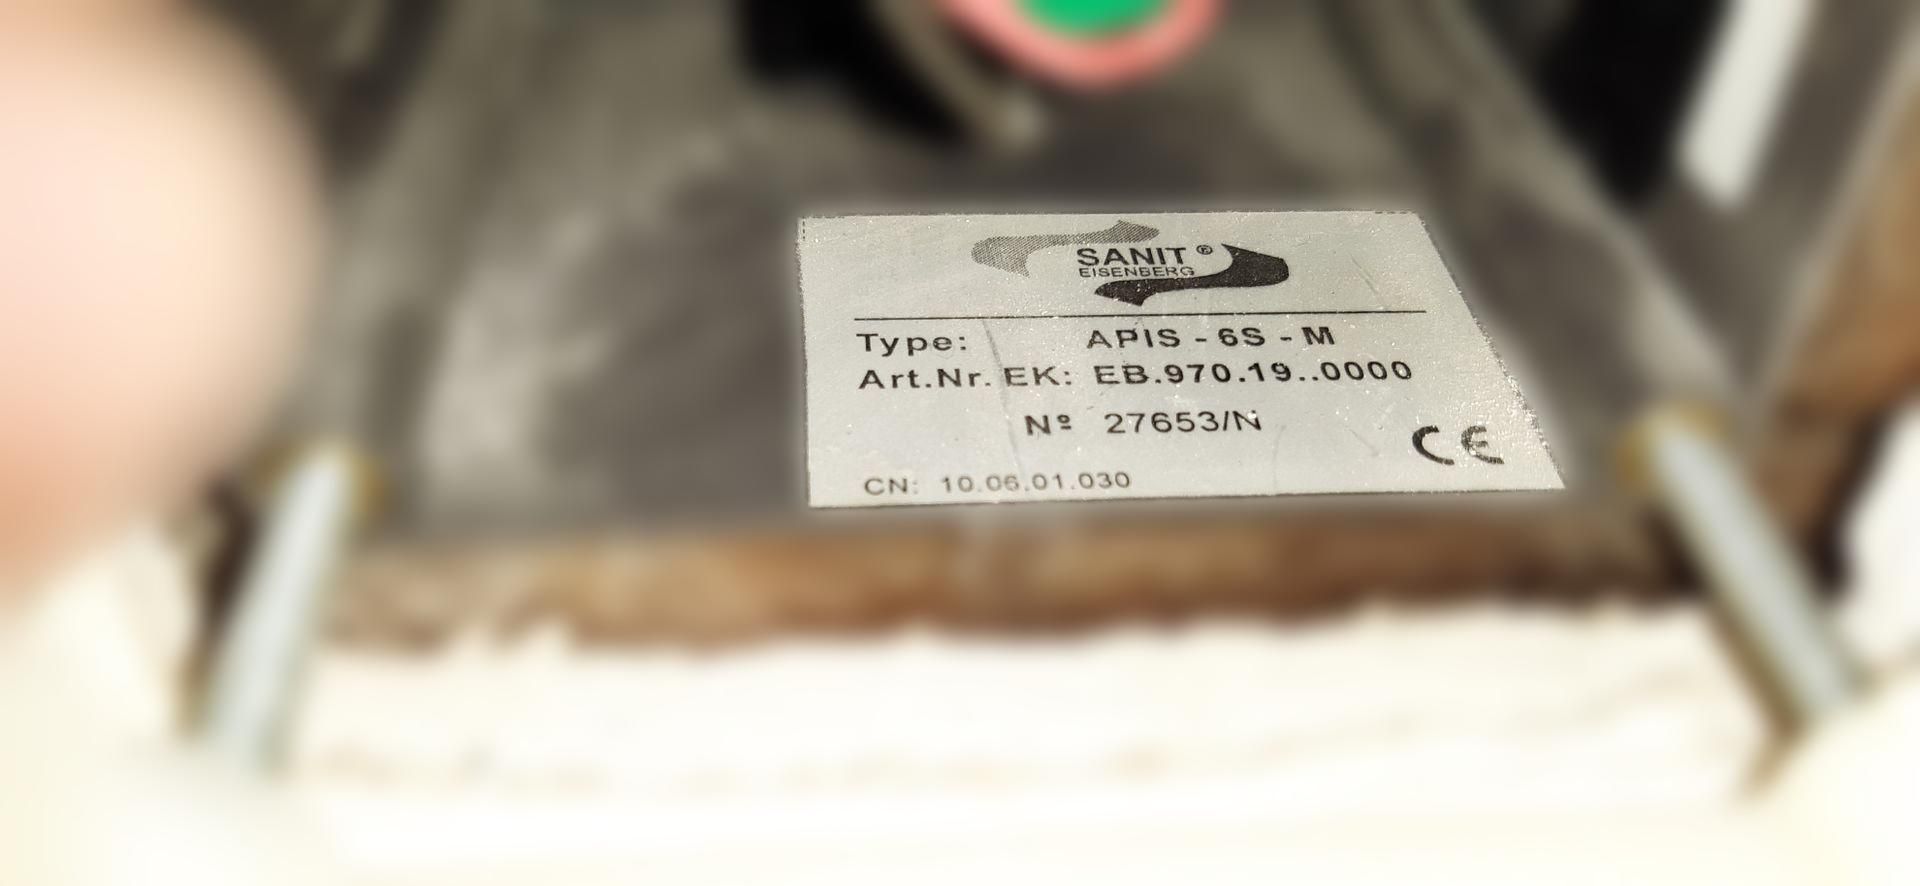 SANIT ®
EISENBERG
Type: APIS - 6S - M
Art.Nr. EK: EB.970.19..0000
Nº 27653/N
CE
CN: 10.06.01.030